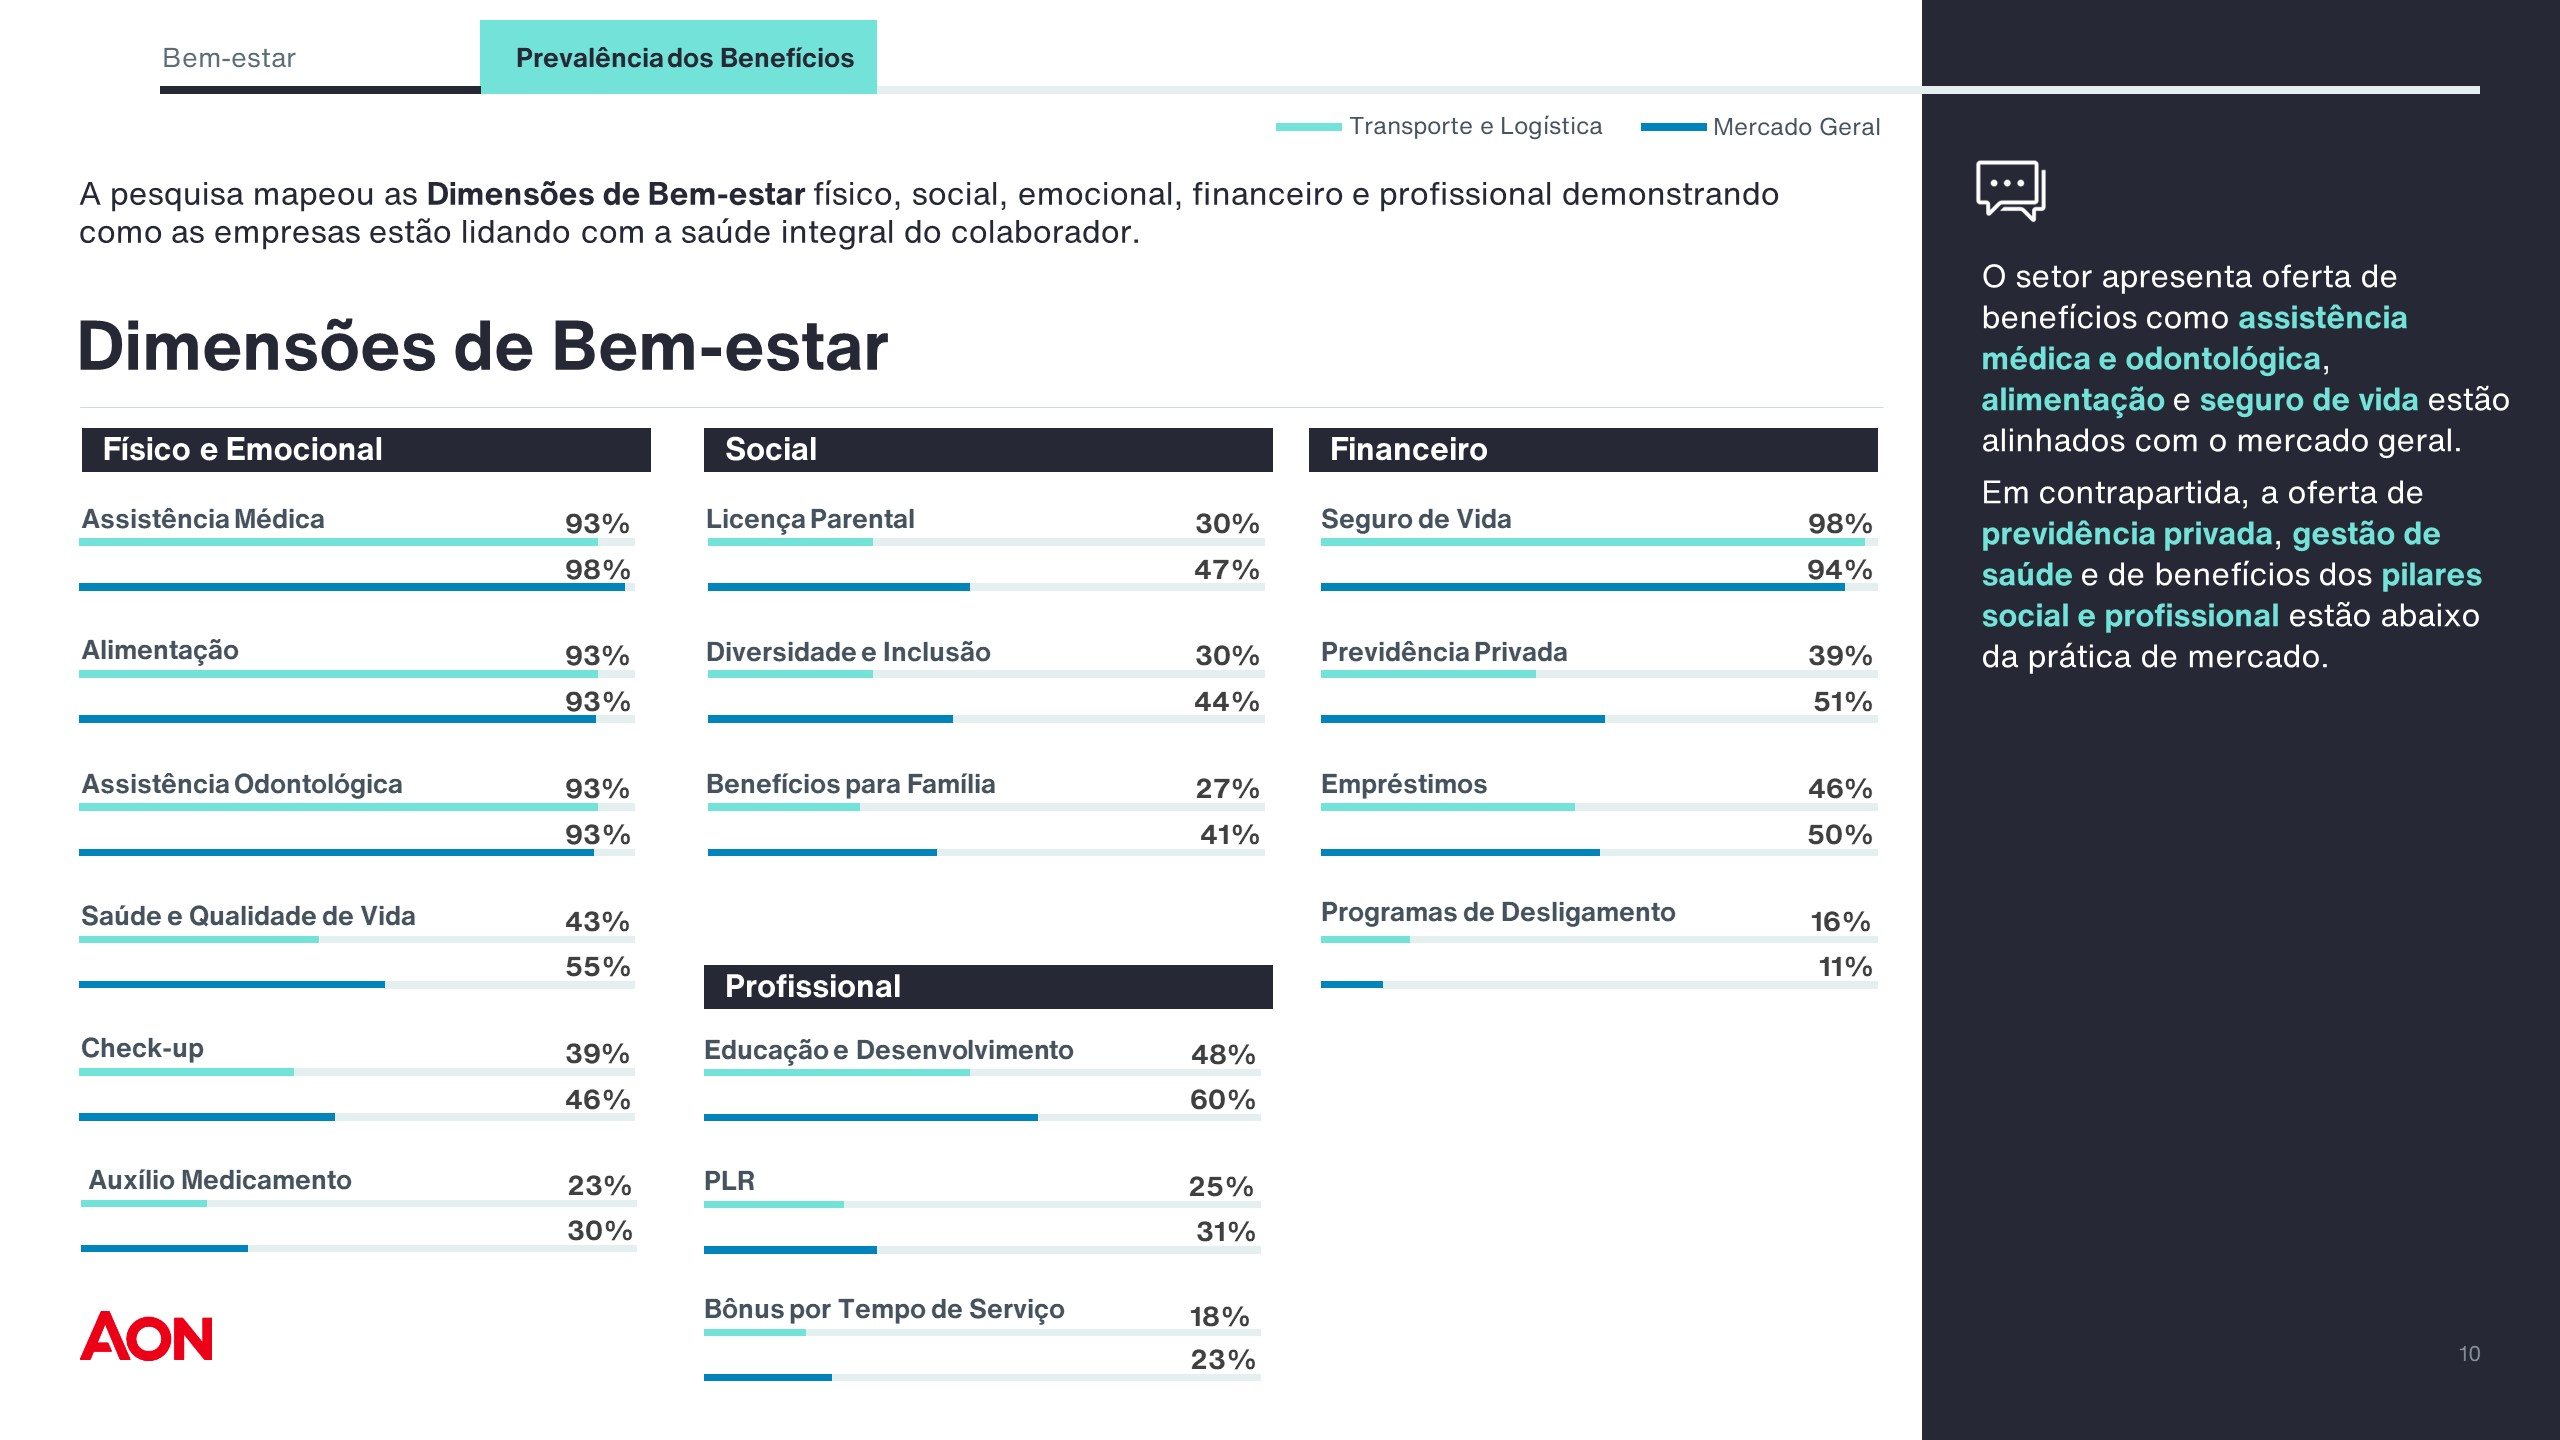 Bem-estar
Prevalência dos Benefícios
Transporte e Logística
Mercado Geral
A pesquisa mapeou as Dimensões de Bem-estar físico, social, emocional, financeiro e profissional demonstrando
como as empresas estão lidando com a saúde integral do colaborador.
Dimensões de Bem-estar
Físico e Emocional
Assistência Médica
93%
98%
Alimentação
93%
93%
Assistência Odontológica
93%
93%
Saúde e Qualidade de Vida
43%
55%
Check-up
39%
46%
Auxílio Medicamento
23%
30%
Social
Licença Parental
30%
47%
Diversidade e Inclusão
30%
44%
Benefícios para Família
27%
41%
Profissional
Educação e Desenvolvimento
48%
60%
PLR
25%
31%
Bônus por Tempo de Serviço
18%
23%
Financeiro
Seguro de Vida
98%
94%
Previdência Privada
39%
51%
Empréstimos
46%
50%
Programas de Desligamento
16%
11%
O setor apresenta oferta de
benefícios como assistência
médica e odontológica,
alimentação e seguro de vida estão
alinhados com o mercado geral.
Em contrapartida, a oferta de
previdência privada, gestão de
saúde e de benefícios dos pilares
social e profissional estão abaixo
da prática de mercado.
AON
10